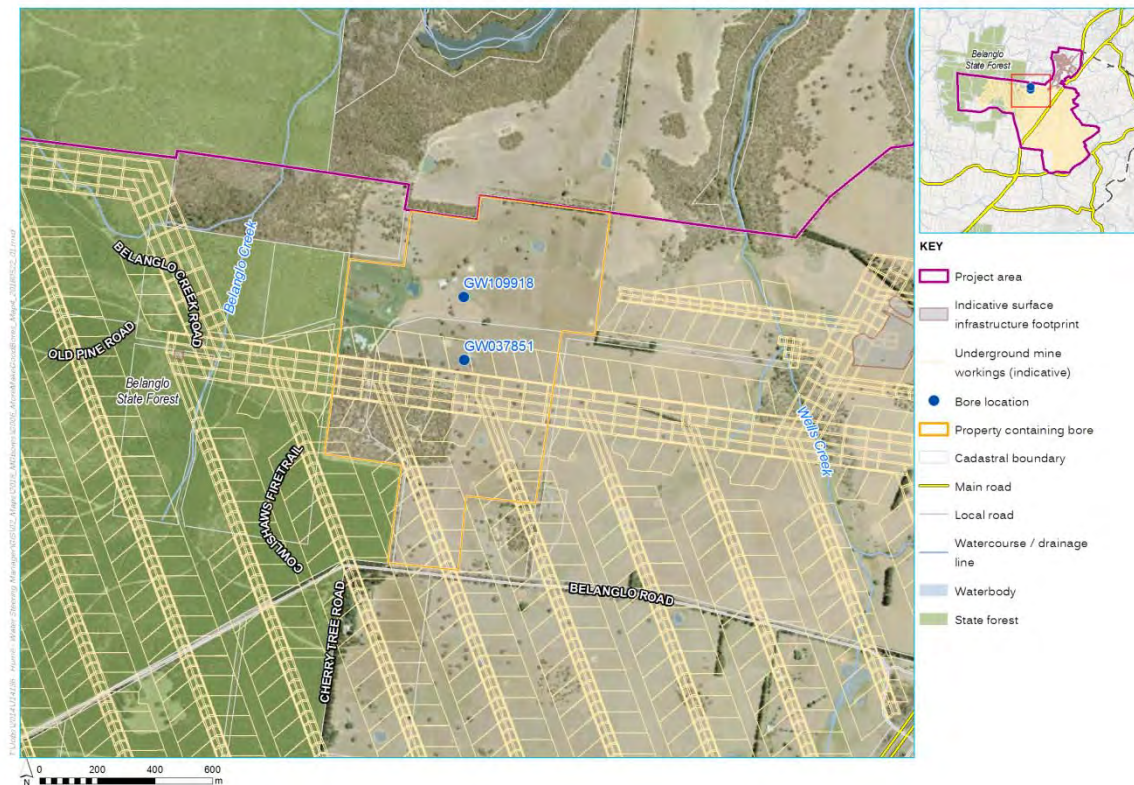 Belanglo
State Forest
KEY
Project area
Indicative surface
infrastructure footprint
Underground mine
workings (indicative)
Bore location
Property containing bore
Cadastral boundary
Main road
Local road
Watercourse / drainage
line
Waterbody
State forest
BELANGLO CREEK ROAD
Belanglo Creek
OLD PINE ROAD
Belanglo
State Forest
GW109918
GW037851
Wells Creek
COWLISHAWS FIRETRAIL
CHERRY TREE ROAD
BELANGLO ROAD
N
0 200 400 600
m